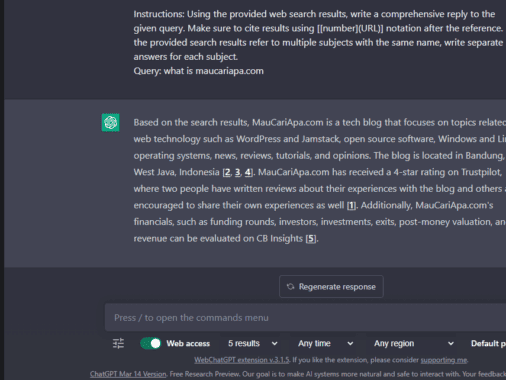 Instructions: Using the provided web search results, write a comprehensive reply to the
given query. Make sure to cite results using [[number](URL)] notation after the reference.
the provided search results refer to multiple subjects with the same name, write separate
answers for each subject.
Query: what is maucariapa.com
Based on the search results, MauCariApa.com is a tech blog that focuses on topics related
web technology such as WordPress and Jamstack, open source software, Windows and Li
operating systems, news, reviews, tutorials, and opinions. The blog is located in Bandung,
West Java, Indonesia [2, 3, 4]. MauCariApa.com has received a 4-star rating on Trustpilot,
where two people have written reviews about their experiences with the blog and others a
encouraged to share their own experiences as well [1]. Additionally, MauCariApa.com's
financials, such as funding rounds, investors, investments, exits, post-money valuation, an
revenue can be evaluated on CB Insights [5].
Regenerate response
Press / to open the commands menu
Web access 5 results Any time Any region Default p
WebChatGPT extension v.3.1.5. If you like the extension, please consider supporting me.
ChatGPT Mar 14 Version. Free Research Preview. Our goal is to make AI systems more natural and safe to interact with. Your feedback